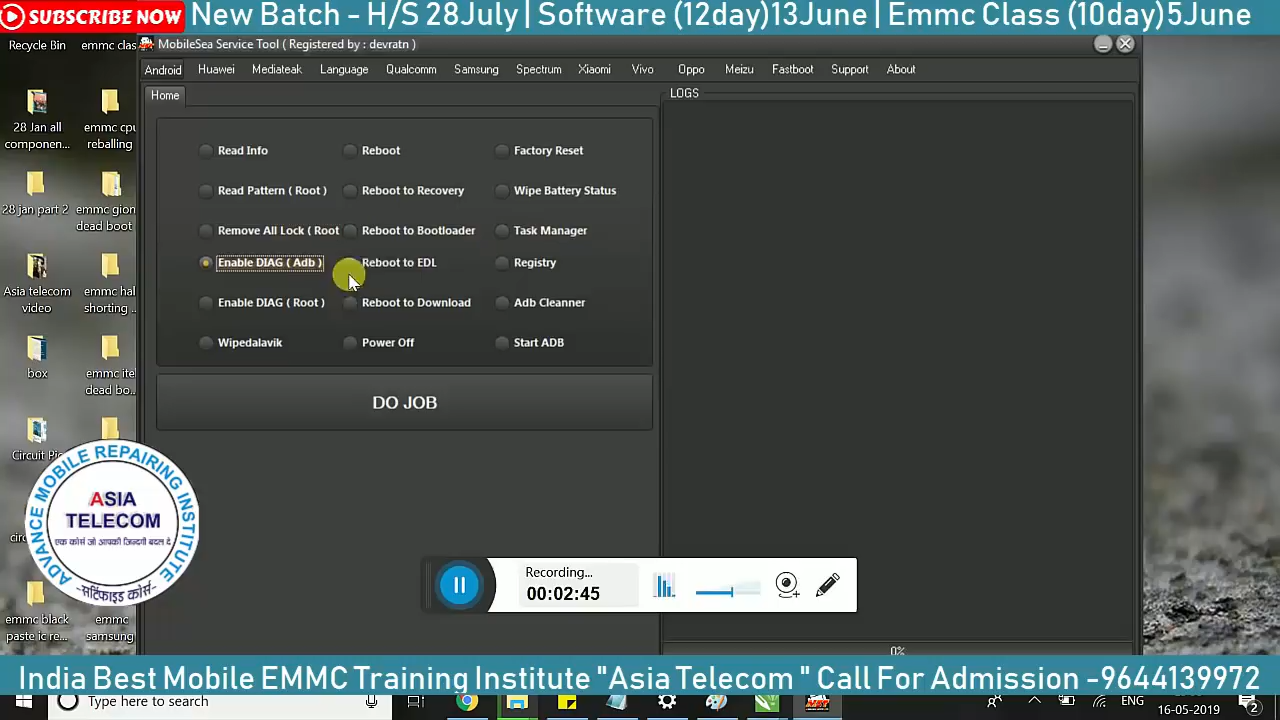 SUBSCRIBE NOW
New Batch - H/S 28July | Software (12day)13June | Emmc Class (10day)5June
Recycle Bin
emmc clas
MobileSea Service Tool ( Registered by : devratn )
Android Huawei Mediateak Language Qualcomm Samsung Spectrum Xiaomi Vivo Oppo Meizu Fastboot Support About
Home
LOGS
28 Jan all componen...
emmc cpu reballing
28 jan part 2
emmc gion dead boot
Asia telecom video
emmc hal shorting ...
box
emmc itel dead bo...
Circuit Pi
emmc black paste ic re...
emmc samsung
Read Info
Reboot
Factory Reset
Read Pattern ( Root )
Reboot to Recovery
Wipe Battery Status
Remove All Lock ( Root
Reboot to Bootloader
Task Manager
Enable DIAG ( Adb )
Reboot to EDL
Registry
Enable DIAG ( Root )
Reboot to Download
Adb Cleanner
Wipedalavik
Power Off
Start ADB
DO JOB
ADVANCE MOBILE REPAIRING INSTITUTE
ASIA
TELECOM
एक कोर्स जो आपकी जिन्दगी बदल दे
-सर्टिफाइड कोर्स-
Recording...
00:02:45
0%
India Best Mobile EMMC Training Institute "Asia Telecom " Call For Admission -9644139972
Type here to search
ENG
16-05-2019
2